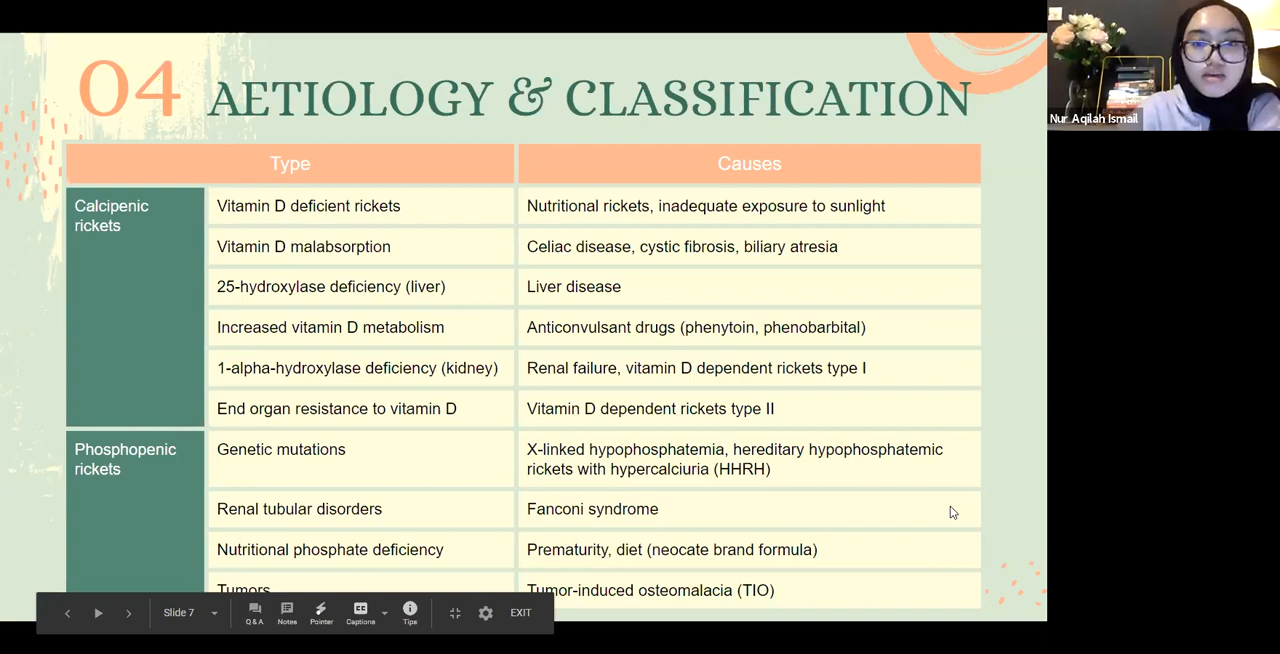 04 AETIOLOGY & CLASSIFICATION
Nur Aqilah Ismail
Type
Causes
Calcipenic
rickets
Vitamin D deficient rickets
Nutritional rickets, inadequate exposure to sunlight
Vitamin D malabsorption
Celiac disease, cystic fibrosis, biliary atresia
25-hydroxylase deficiency (liver)
Liver disease
Increased vitamin D metabolism
Anticonvulsant drugs (phenytoin, phenobarbital)
1-alpha-hydroxylase deficiency (kidney)
Renal failure, vitamin D dependent rickets type I
End organ resistance to vitamin D
Vitamin D dependent rickets type II
Phosphopenic
rickets
Genetic mutations
X-linked hypophosphatemia, hereditary hypophosphatemic
rickets with hypercalciuria (HHRH)
Renal tubular disorders
Fanconi syndrome
Nutritional phosphate deficiency
Prematurity, diet (neocate brand formula)
Tumors
Tumor-induced osteomalacia (TIO)
Slide 7
Q & A
Notes
Pointer
CC
Captions
Tips
EXIT